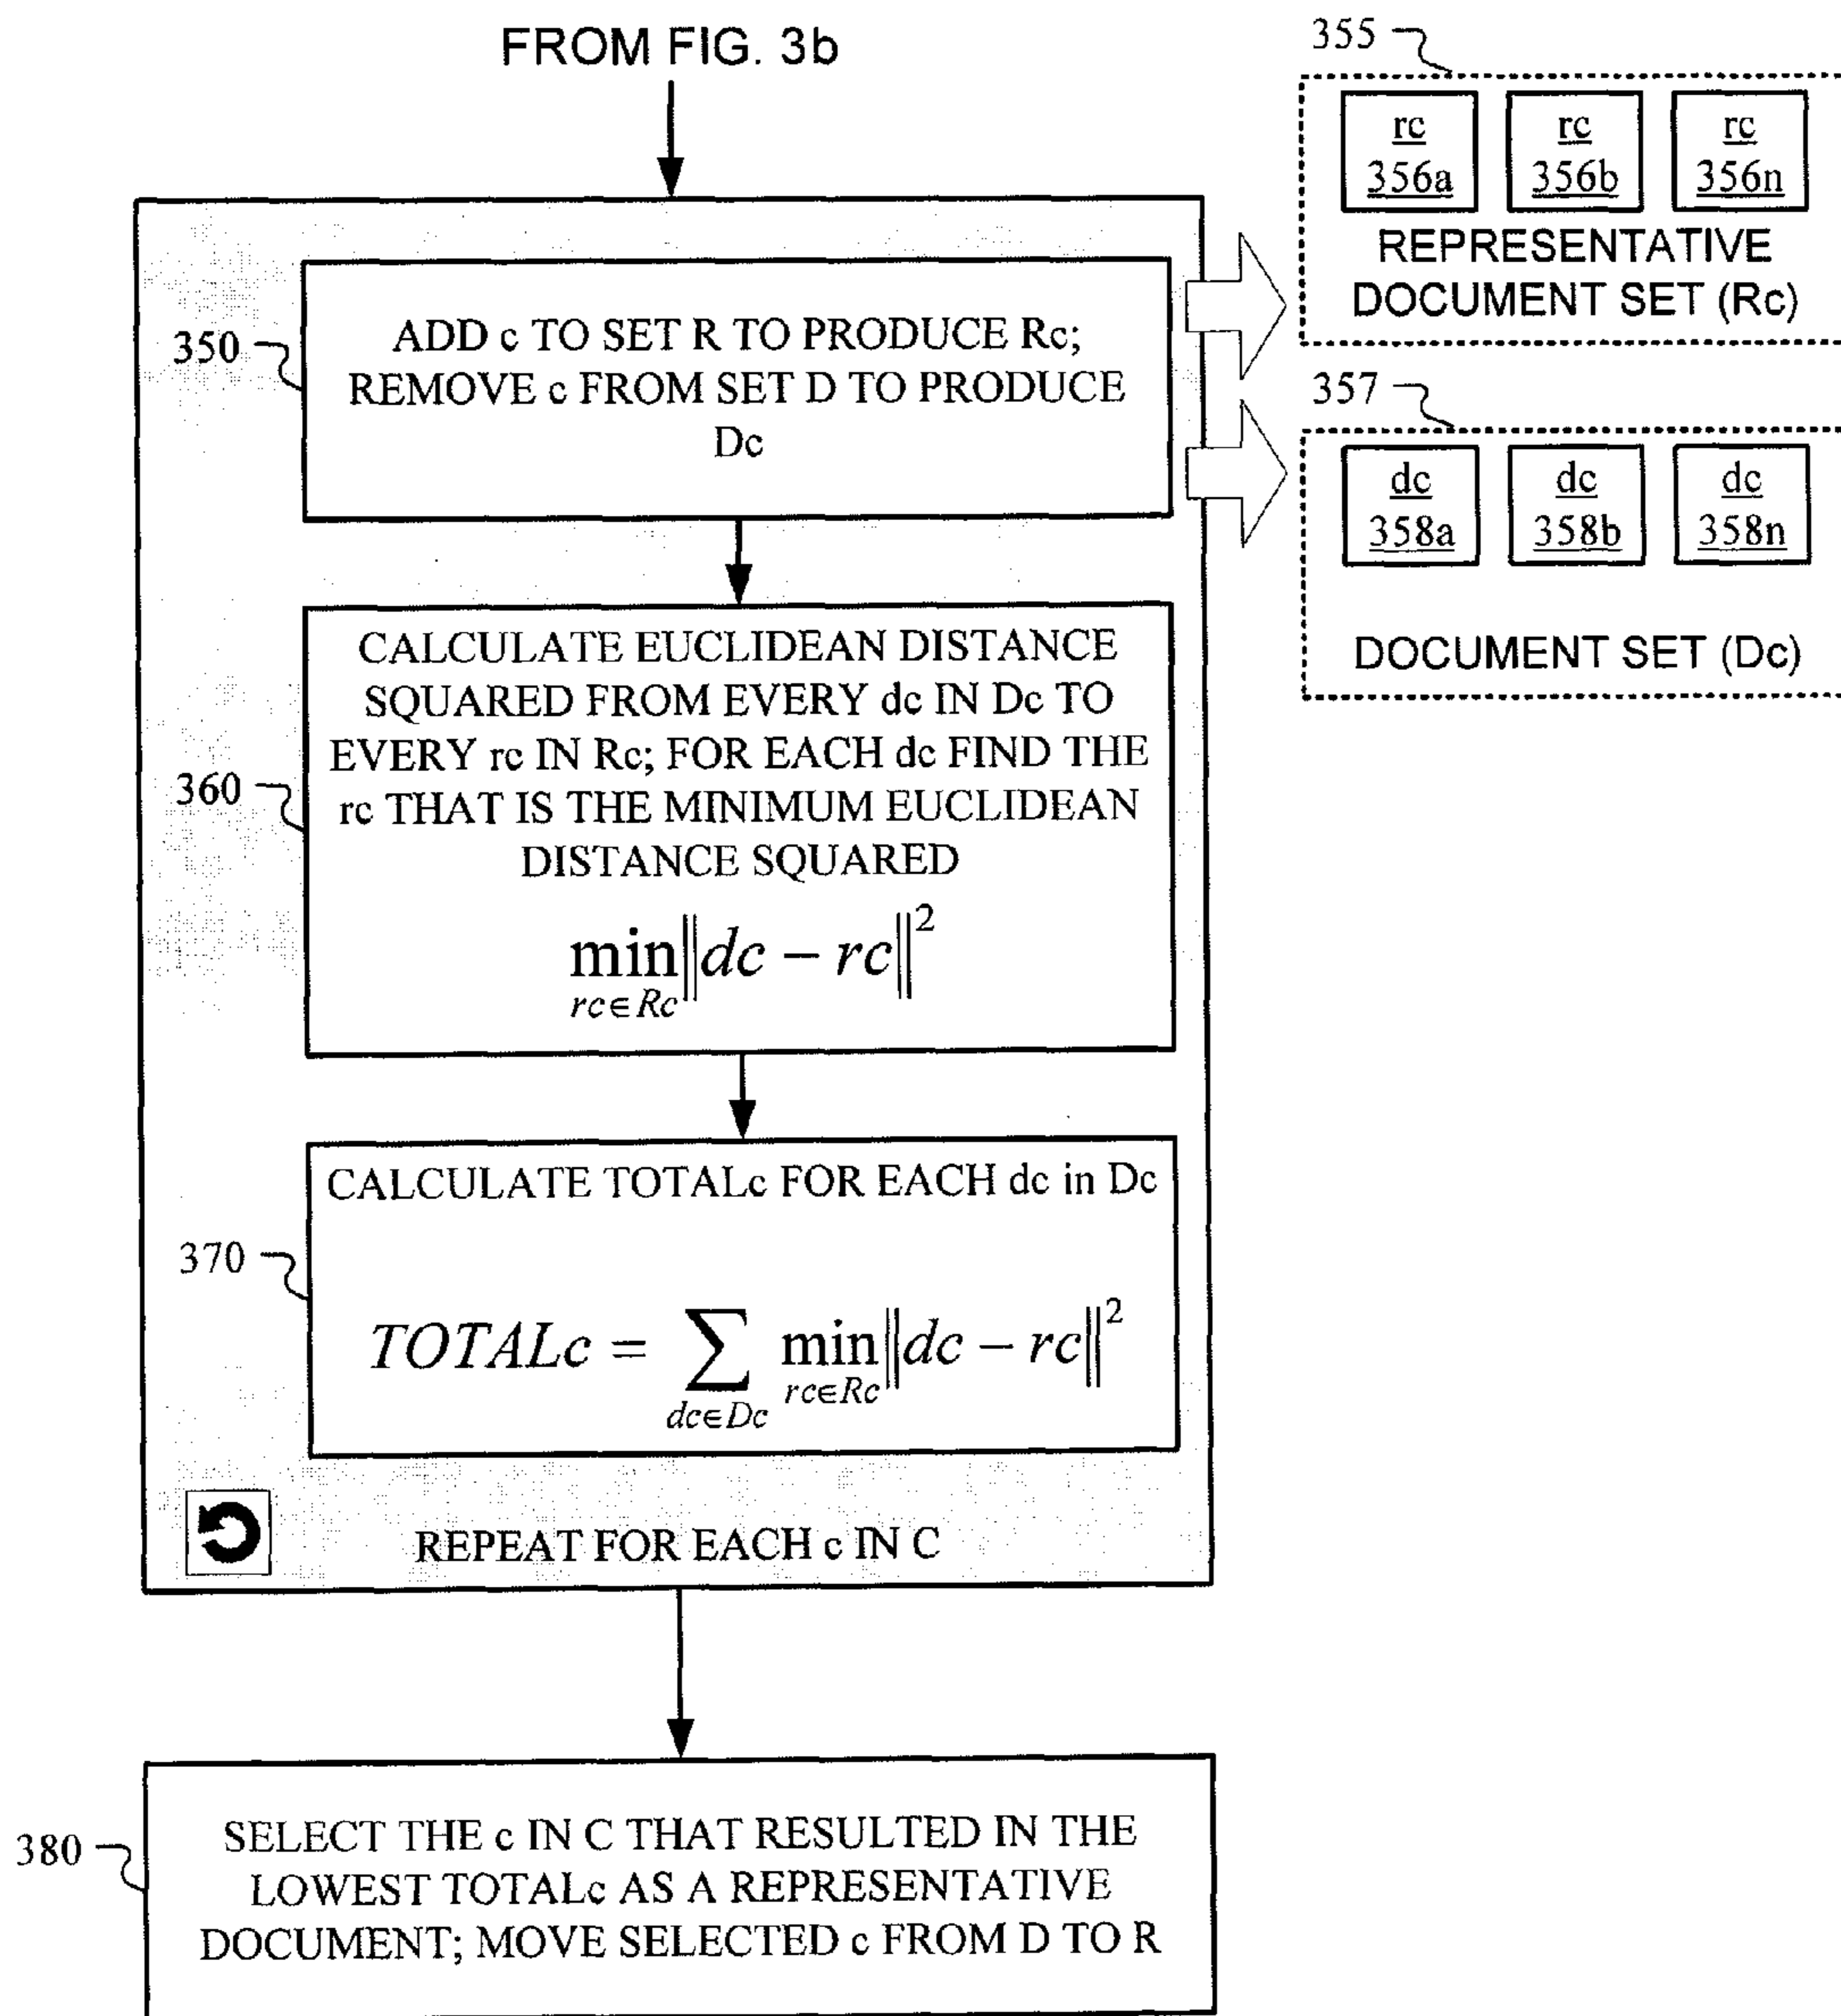 FROM FIG. 3b
355
rc rc rc
356a 356b 356n
REPRESENTATIVE
DOCUMENT SET (Rc)
350
ADD c TO SET R TO PRODUCE Rc;
REMOVE c FROM SET D TO PRODUCE
Dc
357
dc dc dc
358a 358b 358n
DOCUMENT SET (Dc)
360
CALCULATE EUCLIDEAN DISTANCE
SQUARED FROM EVERY dc IN Dc TO
EVERY rc IN Rc; FOR EACH dc FIND THE
rc THAT IS THE MINIMUM EUCLIDEAN
DISTANCE SQUARED
min‖dc − rc‖²
rc∈Rc
370
CALCULATE TOTALc FOR EACH dc in Dc
TOTALc = ∑ min‖dc − rc‖²
dc∈Dc rc∈Rc
REPEAT FOR EACH c IN C
380
SELECT THE c IN C THAT RESULTED IN THE
LOWEST TOTALc AS A REPRESENTATIVE
DOCUMENT; MOVE SELECTED c FROM D TO R